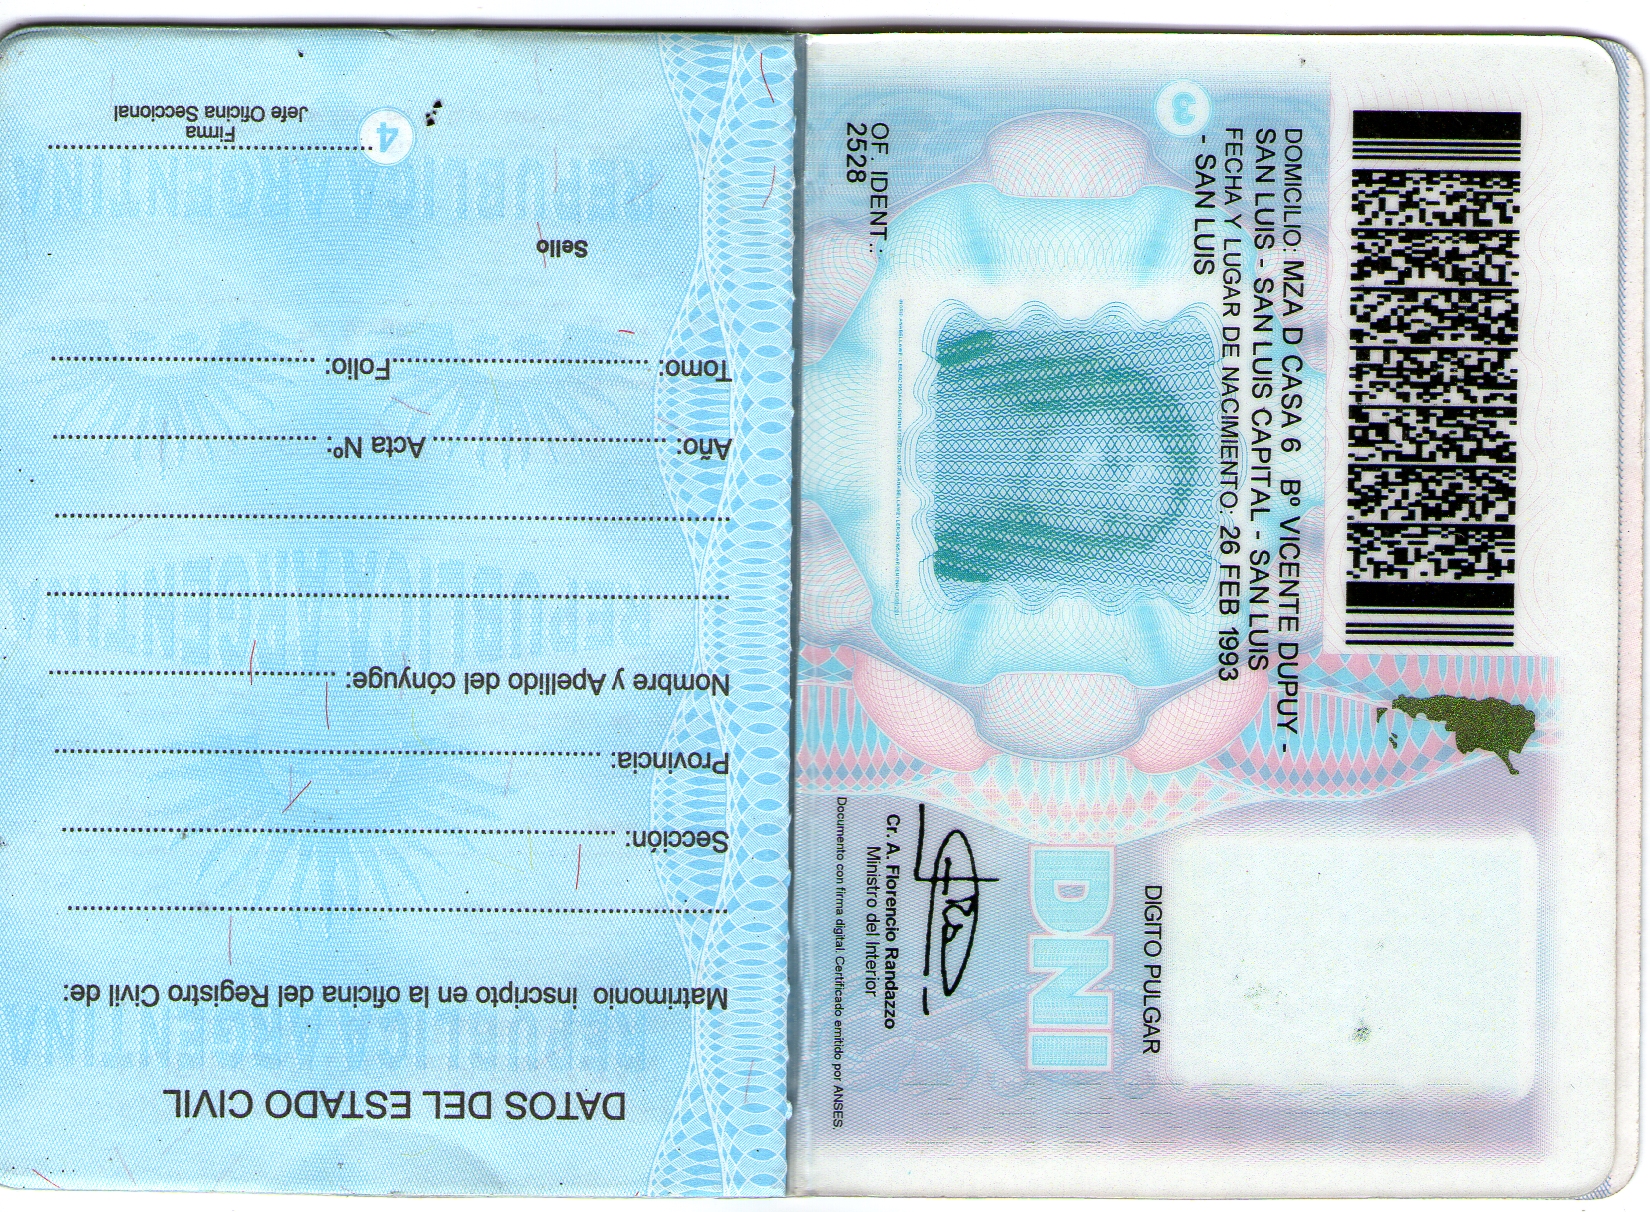 DOMICILIO: MZA D CASA 6 Bº VICENTE DUPUY -
SAN LUIS - SAN LUIS CAPITAL - SAN LUIS
FECHA Y LUGAR DE NACIMIENTO: 26 FEB 1993
- SAN LUIS
3
OF. IDENT.:
2528
DIGITO PULGAR
DNI
Cr. A. Florencio Randazzo
Ministro del Interior
Documento con firma digital. Certificado emitido por ANSES.
DATOS DEL ESTADO CIVIL
Matrimonio inscripto en la oficina del Registro Civil de:
Sección:
Provincia:
Nombre y Apellido del cónyuge:
Año: Acta Nº:
Tomo: Folio:
Sello
Firma
Jefe Oficina Seccional
4